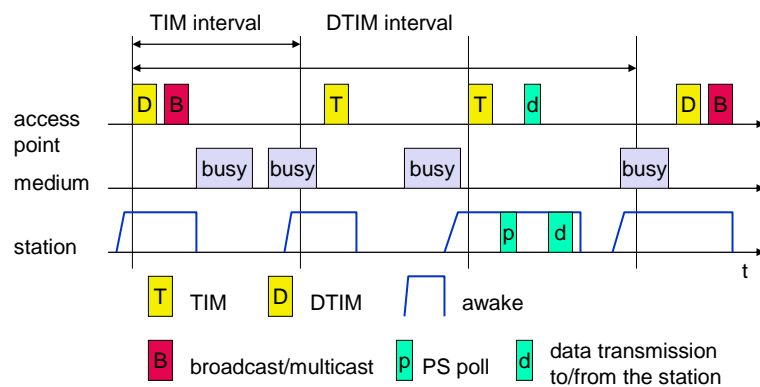 TIM interval DTIM interval
D B T T d D B
access
point
busy busy busy busy
medium
p d
station
t
T TIM D DTIM awake
B broadcast/multicast p PS poll d data transmission
to/from the station